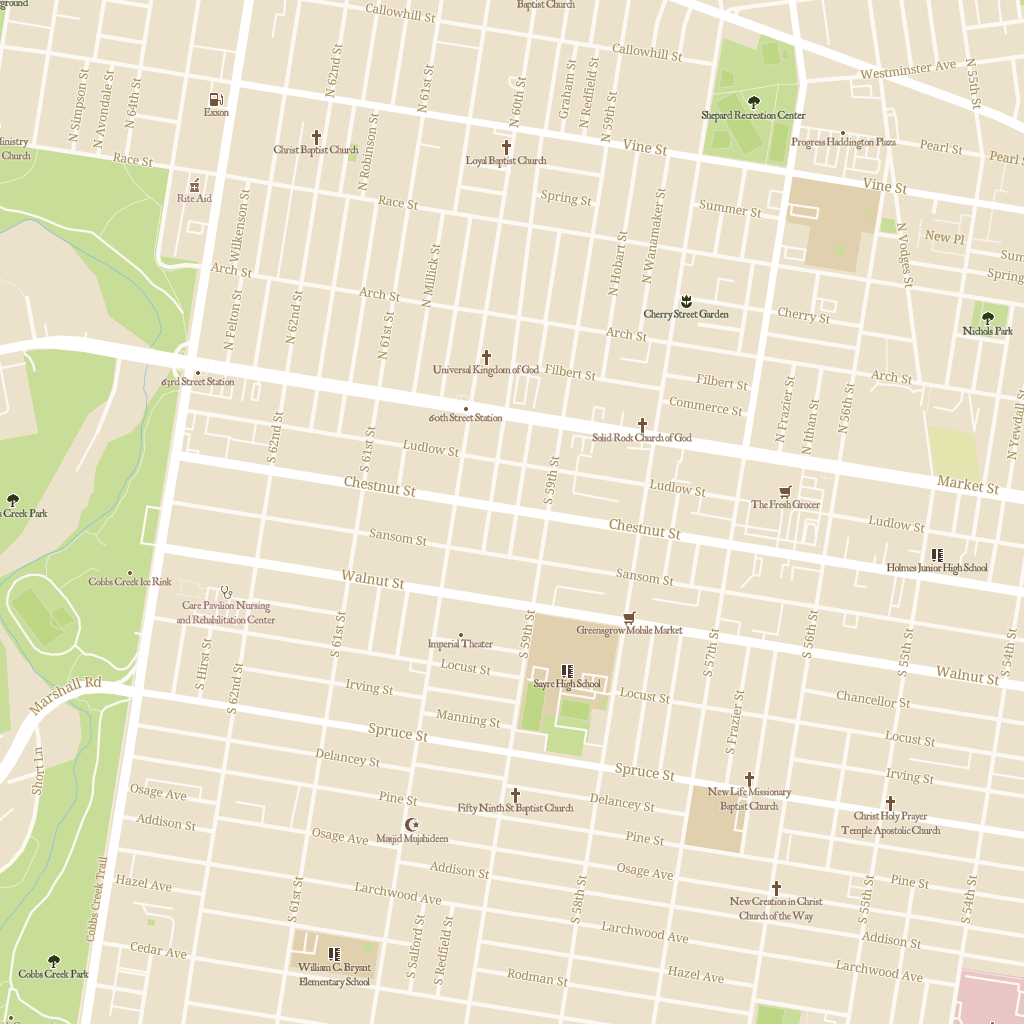 ground
Callowhill St
Baptist Church
Callowhill St
Westminster Ave
N 55th St
N Simpson St
N Avondale St
N 64th St
N 62nd St
N 61st St
N 60th St
Graham St
N Redfield St
N 59th St
Exxon
Shepard Recreation Center
Christ Baptist Church
Loyal Baptist Church
Vine St
Progress Haddington Plaza
Pearl St
Pearl S
Ministry
Church
Race St
N Robinson St
Rite Aid
Race St
Spring St
Summer St
Vine St
N Wilkenson St
N Hobart St
N Wanamaker St
N Vodges St
New Pl
Sum
Spring
Arch St
N Millick St
Arch St
Cherry Street Garden
Cherry St
Nichols Park
N Felton St
N 62nd St
N 61st St
Arch St
Universal Kingdom of God
Filbert St
Filbert St
Arch St
63rd Street Station
60th Street Station
Commerce St
N Frazier St
N Ithan St
N 56th St
N Yewdall S
Solid Rock Church of God
S 62nd St
S 61st St
Ludlow St
S 59th St
Chestnut St
Ludlow St
The Fresh Grocer
Market St
s Creek Park
Chestnut St
Ludlow St
Sansom St
Holmes Junior High School
Cobbs Creek Ice Rink
Walnut St
Sansom St
Care Pavilion Nursing
and Rehabilitation Center
S 61st St
Imperial Theater
S 59th St
Greensgrow Mobile Market
S 57th St
S 56th St
S 55th St
S 54th St
S Hirst St
S 62nd St
Locust St
Sayre High School
Walnut St
Marshall Rd
Irving St
Locust St
S Frazier St
Chancellor St
Manning St
Spruce St
Locust St
Short Ln
Delancey St
Spruce St
Irving St
Osage Ave
Pine St
Fifty Ninth St Baptist Church
Delancey St
New Life Missionary
Baptist Church
Christ Holy Prayer
Temple Apostolic Church
Addison St
Osage Ave
Masjid Mujahideen
Pine St
Hazel Ave
Addison St
Osage Ave
Pine St
Cobbs Creek Trail
S 61st St
Larchwood Ave
S 58th St
New Creation in Christ
Church of the Way
S 55th St
S 54th St
Cedar Ave
S Salford St
S Redfield St
Larchwood Ave
Addison St
Cobbs Creek Park
William C. Bryant
Elementary School
Rodman St
Hazel Ave
Larchwood Ave